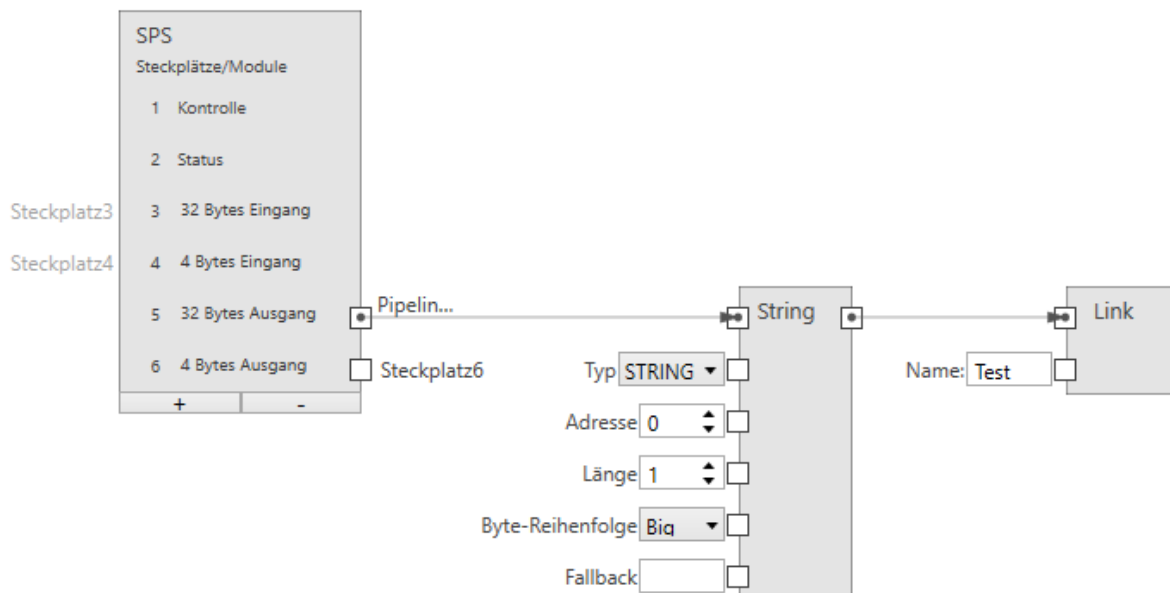 SPS
Steckplätze/Module
1 Kontrolle
2 Status
Steckplatz3 3 32 Bytes Eingang
Steckplatz4 4 4 Bytes Eingang
5 32 Bytes Ausgang Pipelin... String Link
6 4 Bytes Ausgang Steckplatz6 Typ STRING Name: Test
+ -
Adresse 0
Länge 1
Byte-Reihenfolge Big
Fallback